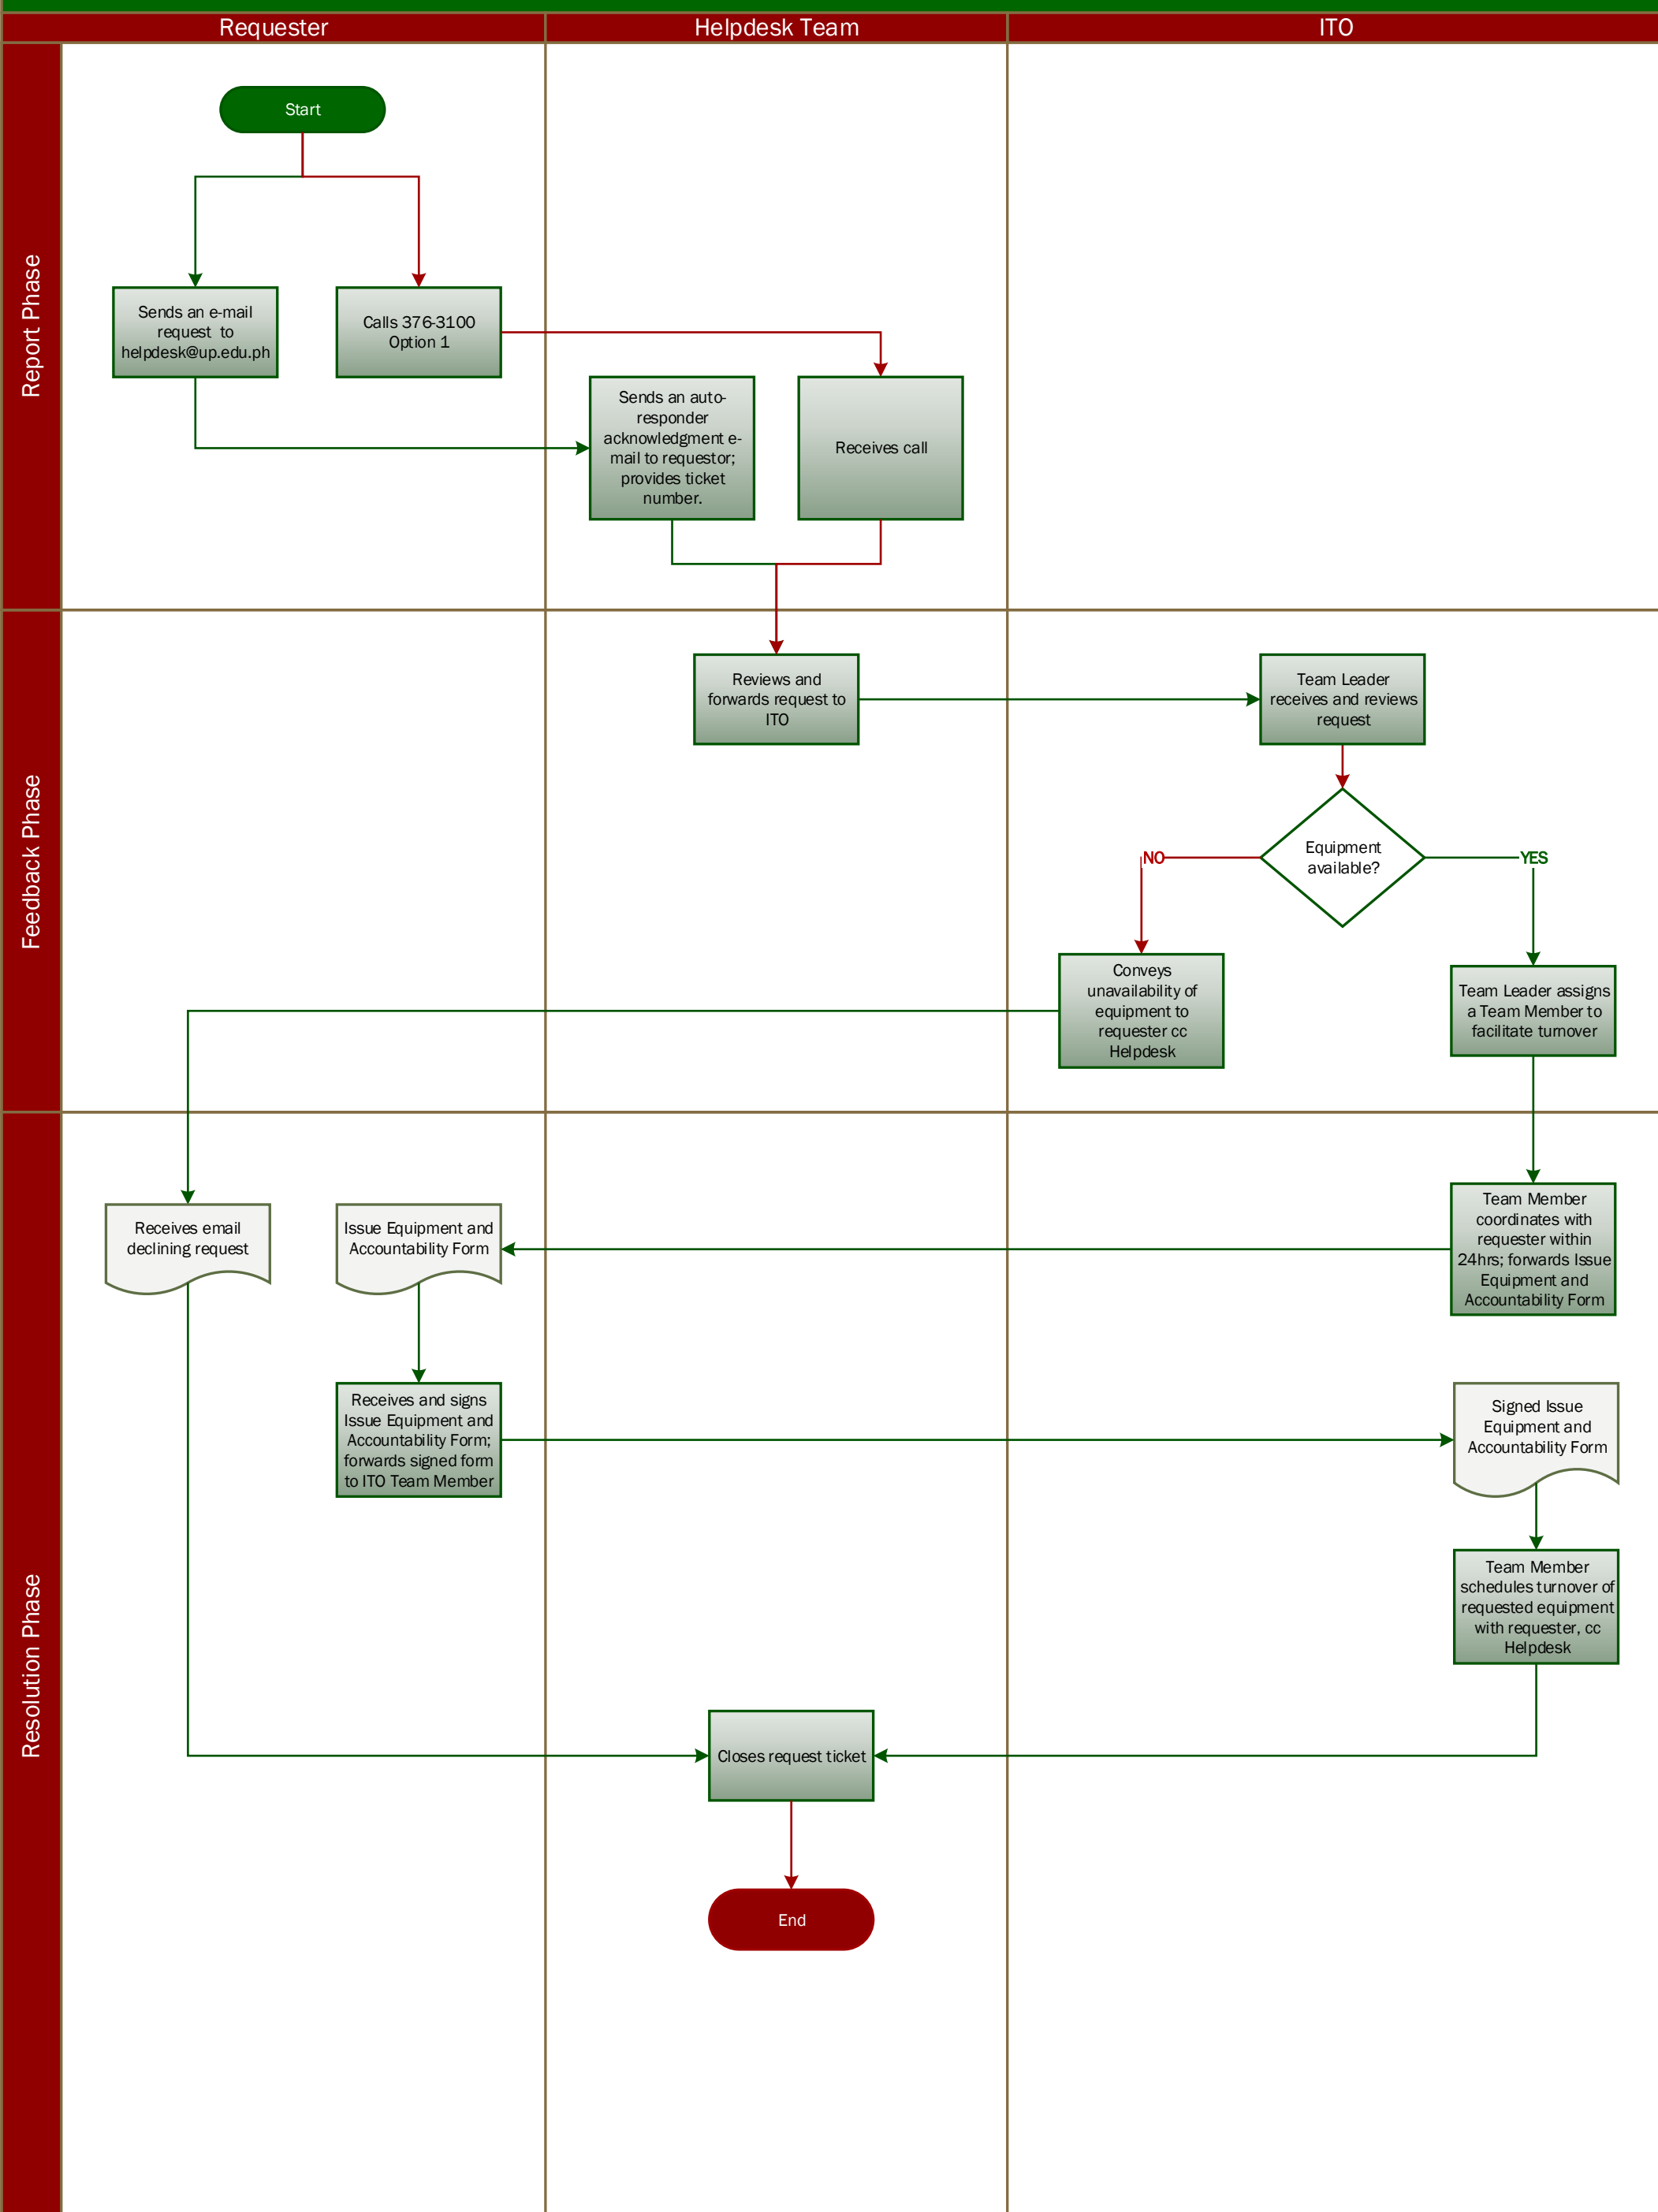 Requester
Helpdesk Team
ITO
Report Phase
Start
Sends an e-mail
request to
helpdesk@up.edu.ph
Calls 376-3100
Option 1
Sends an auto-
responder
acknowledgment e-
mail to requestor;
provides ticket
number.
Receives call
Feedback Phase
Reviews and
forwards request to
ITO
Team Leader
receives and reviews
request
Equipment
available?
NO
YES
Conveys
unavailability of
equipment to
requester cc
Helpdesk
Team Leader assigns
a Team Member to
facilitate turnover
Resolution Phase
Receives email
declining request
Issue Equipment and
Accountability Form
Team Member
coordinates with
requester within
24hrs; forwards Issue
Equipment and
Accountability Form
Receives and signs
Issue Equipment and
Accountability Form;
forwards signed form
to ITO Team Member
Signed Issue
Equipment and
Accountability Form
Team Member
schedules turnover of
requested equipment
with requester, cc
Helpdesk
Closes request ticket
End